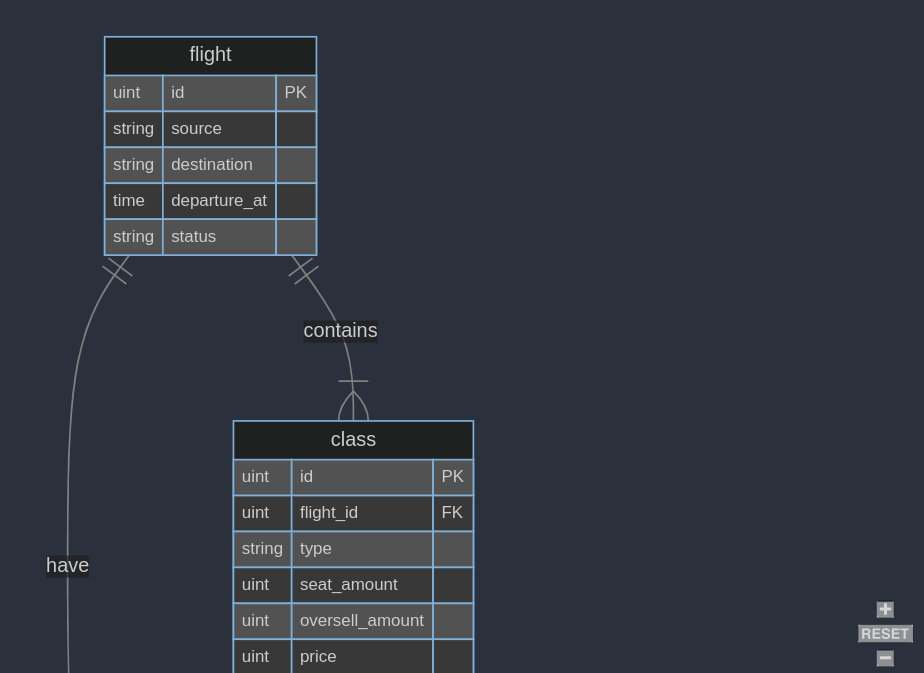 flight
uint id PK
string source
string destination
time departure_at
string status
contains
class
uint id PK
uint flight_id FK
string type
have
uint seat_amount
uint oversell_amount
uint price
+
RESET
−